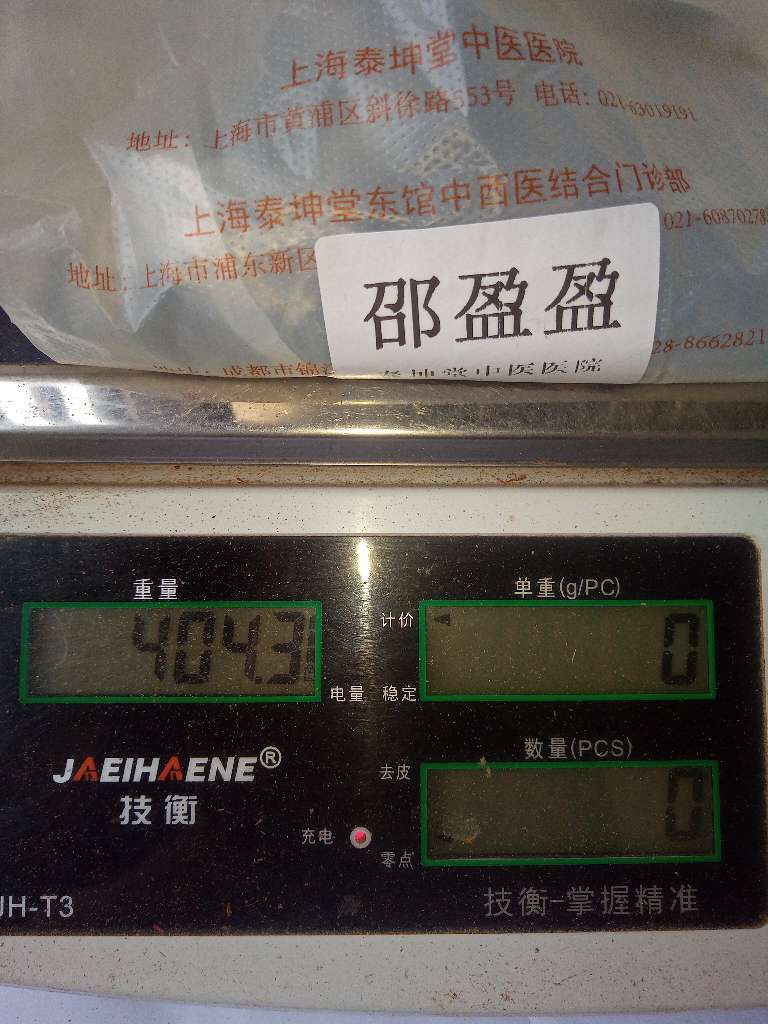 上海泰坤堂中医医院
地址：上海市黄浦区斜徐路553号 电话：021-63019191
上海泰坤堂东馆中西医结合门诊部
地址：上海市浦东新区
021-6087027
邵盈盈
28-8662821
地址：成都市锦
泰坤堂中医医院
重量
单重(g/PC)
404.3
计价
0
电量
稳定
JAEIHAENE®
技衡
数量(PCS)
去皮
0
充电
零点
JH-T3
技衡-掌握精准